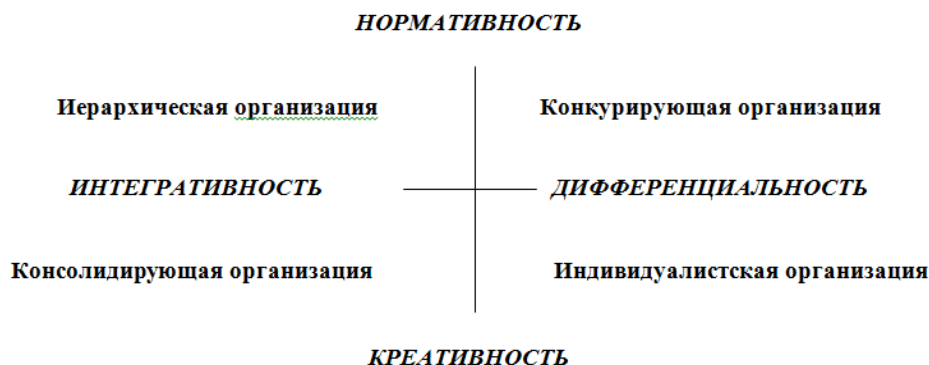 НОРМАТИВНОСТЬ
Иерархическая организация Конкурирующая организация
ИНТЕГРАТИВНОСТЬ ДИФФЕРЕНЦИАЛЬНОСТЬ
Консолидирующая организация Индивидуалистская организация
КРЕАТИВНОСТЬ